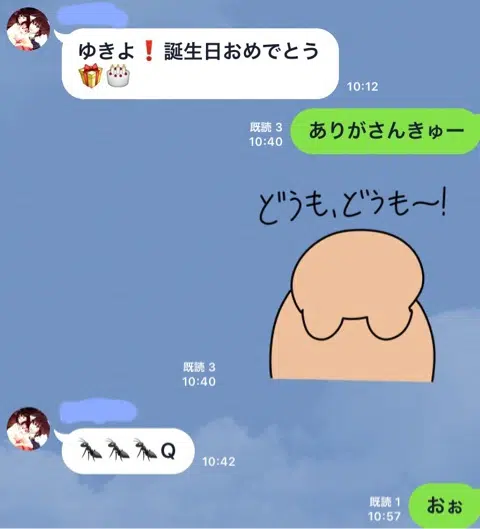 ゆきよ❗誕生日おめでとう
🎁🎂
10:12
既読 3
10:40
ありがさんきゅー
どうも、どうも〜!
既読 3
10:40
🐜🐜🐜Q
10:42
既読 1
10:57
おぉ